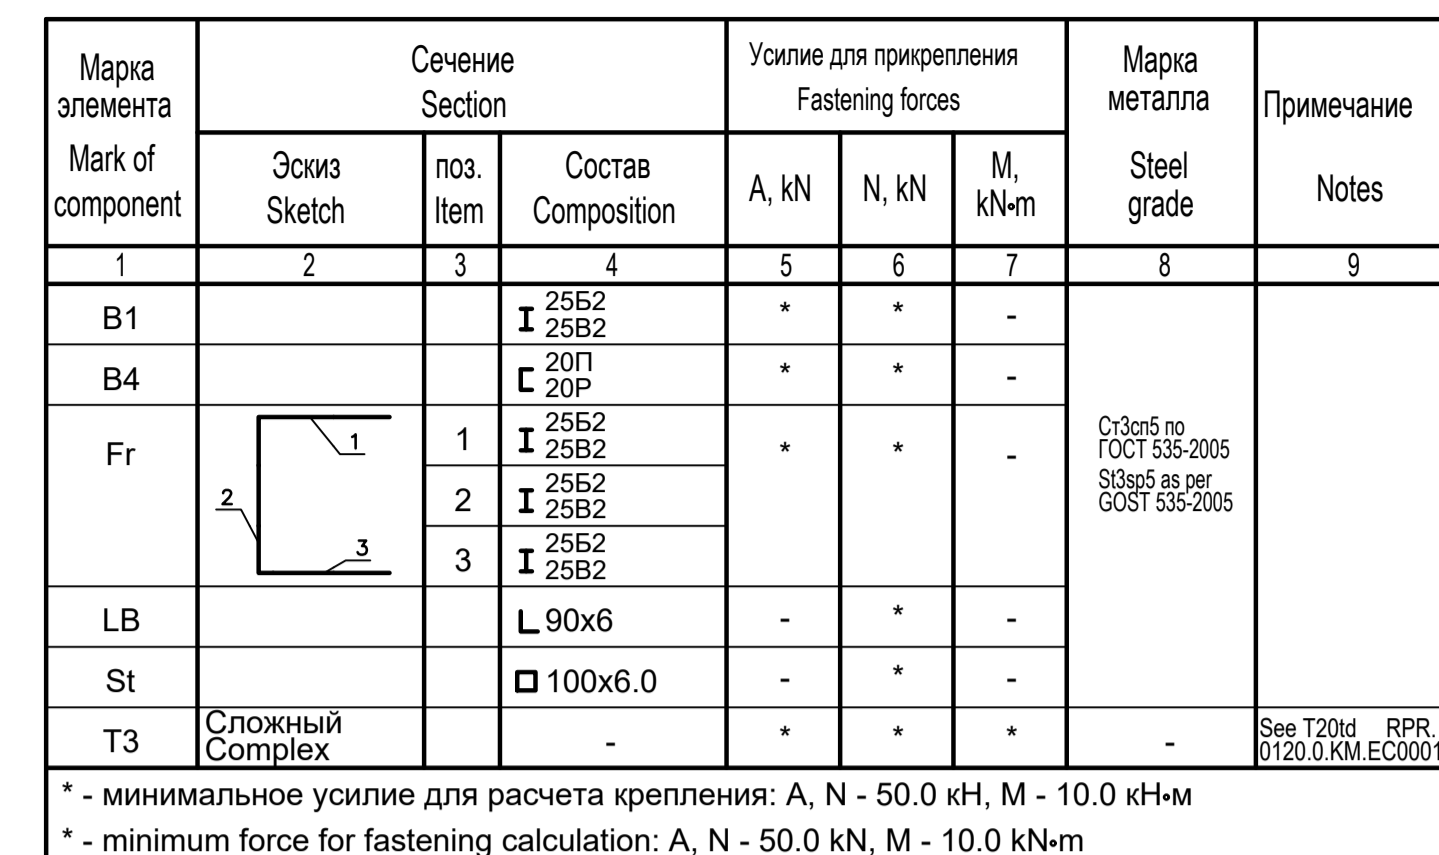 Марка элемента Mark of component
Сечение Section
Усилие для прикрепления Fastening forces
Марка металла Steel grade
Примечание Notes
Эскиз Sketch
поз. Item
Состав Composition
A, kN
N, kN
M, kN•m
1 2 3 4 5 6 7 8 9
B1 25Б2 * * -
25B2
B4 20П * * -
20P
Fr 1 1 25Б2 * * -
25B2
2 2 25Б2
25B2
3 3 25Б2
25B2
Ст3сп5 по
ГОСТ 535-2005
St3sp5 as per
GOST 535-2005
LB 90x6 - * -
St 100x6.0 - * -
T3 Сложный - * * * - See T20td RPR.
Complex 0120.0.KM.EC0001
* - минимальное усилие для расчета крепления: A, N - 50.0 кН, M - 10.0 кН•м
* - minimum force for fastening calculation: A, N - 50.0 kN, M - 10.0 kN•m